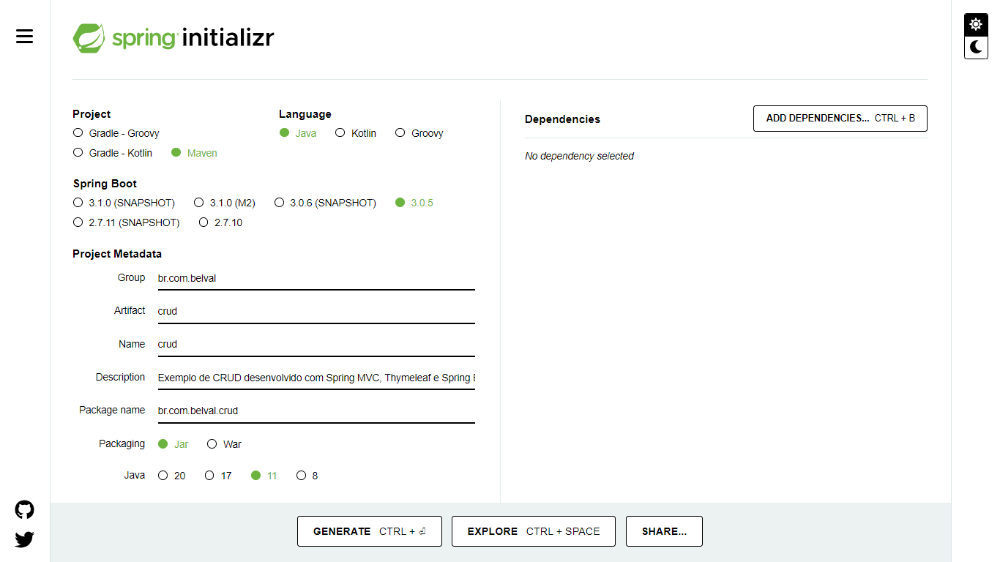 spring initializr
Project
Gradle - Groovy
Gradle - Kotlin Maven
Language
Java Kotlin Groovy
Spring Boot
3.1.0 (SNAPSHOT) 3.1.0 (M2) 3.0.6 (SNAPSHOT) 3.0.5
2.7.11 (SNAPSHOT) 2.7.10
Project Metadata
Group br.com.belval
Artifact crud
Name crud
Description Exemplo de CRUD desenvolvido com Spring MVC, Thymeleaf e Spring
Package name br.com.belval.crud
Packaging Jar War
Java 20 17 11 8
Dependencies
ADD DEPENDENCIES... CTRL + B
No dependency selected
GENERATE CTRL + ⏎ EXPLORE CTRL + SPACE SHARE...